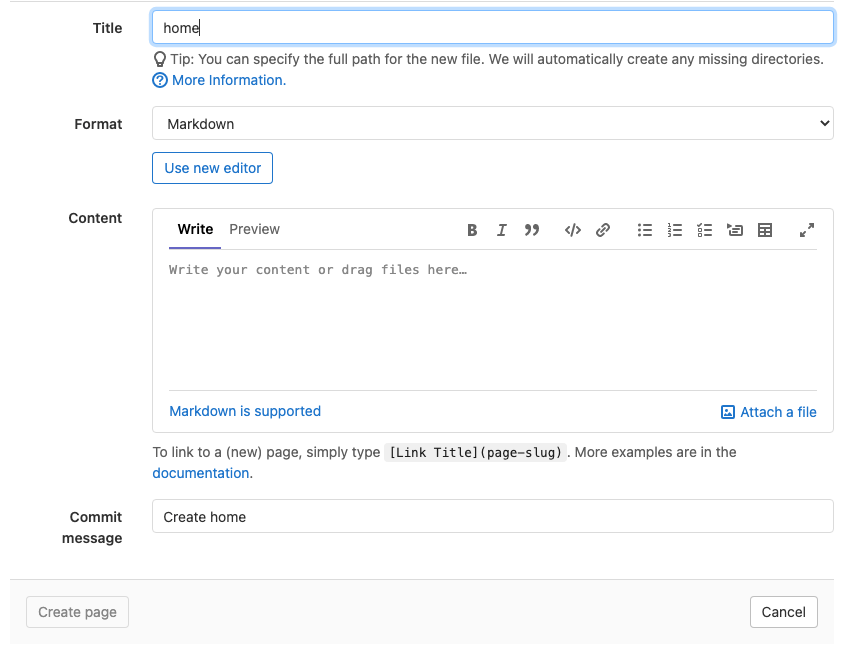 Title
home
Tip: You can specify the full path for the new file. We will automatically create any missing directories.
More Information.
Format
Markdown
Use new editor
Content
Write Preview
Write your content or drag files here…
Markdown is supported
Attach a file
To link to a (new) page, simply type [Link Title](page-slug). More examples are in the
documentation.
Commit
message
Create home
Create page
Cancel